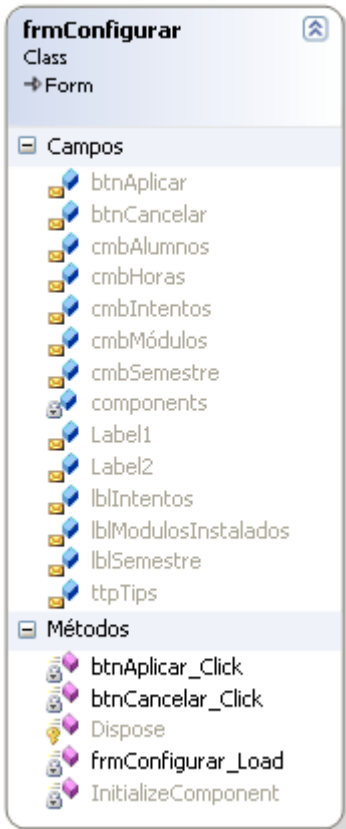 frmConfigurar
Class
Form
Campos
btnAplicar
btnCancelar
cmbAlumnos
cmbHoras
cmbIntentos
cmbMódulos
cmbSemestre
components
Label1
Label2
lblIntentos
lblModulosInstalados
lblSemestre
ttpTips
Métodos
btnAplicar_Click
btnCancelar_Click
Dispose
frmConfigurar_Load
InitializeComponent